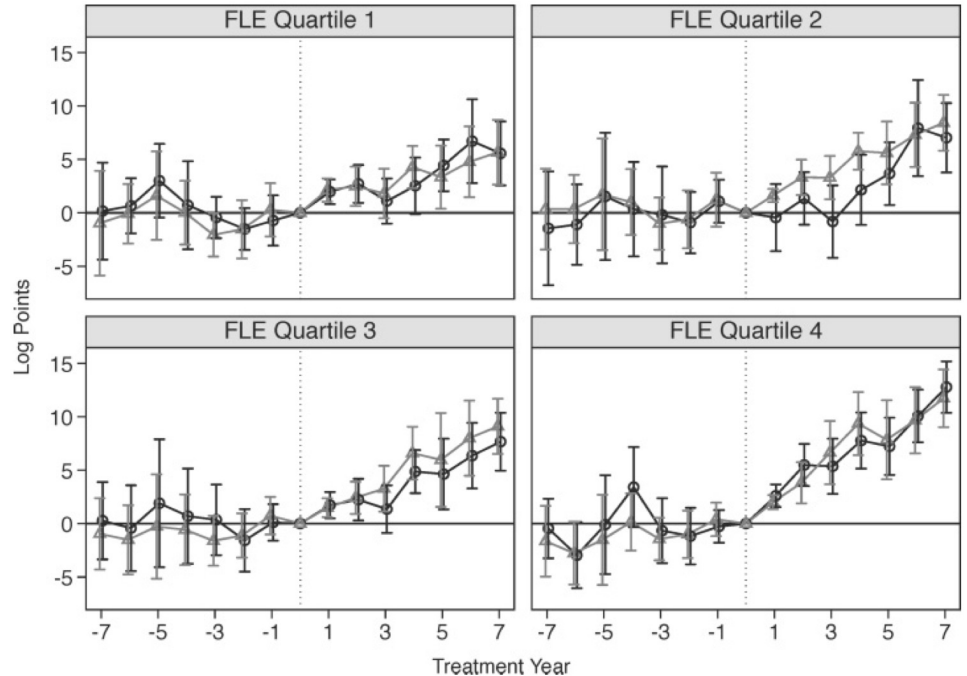 FLE Quartile 1
FLE Quartile 2
15
10
5
0
-5
FLE Quartile 3
FLE Quartile 4
15
10
5
0
-5
Log Points
-7 -5 -3 -1 1 3 5 7
-7 -5 -3 -1 1 3 5 7
Treatment Year